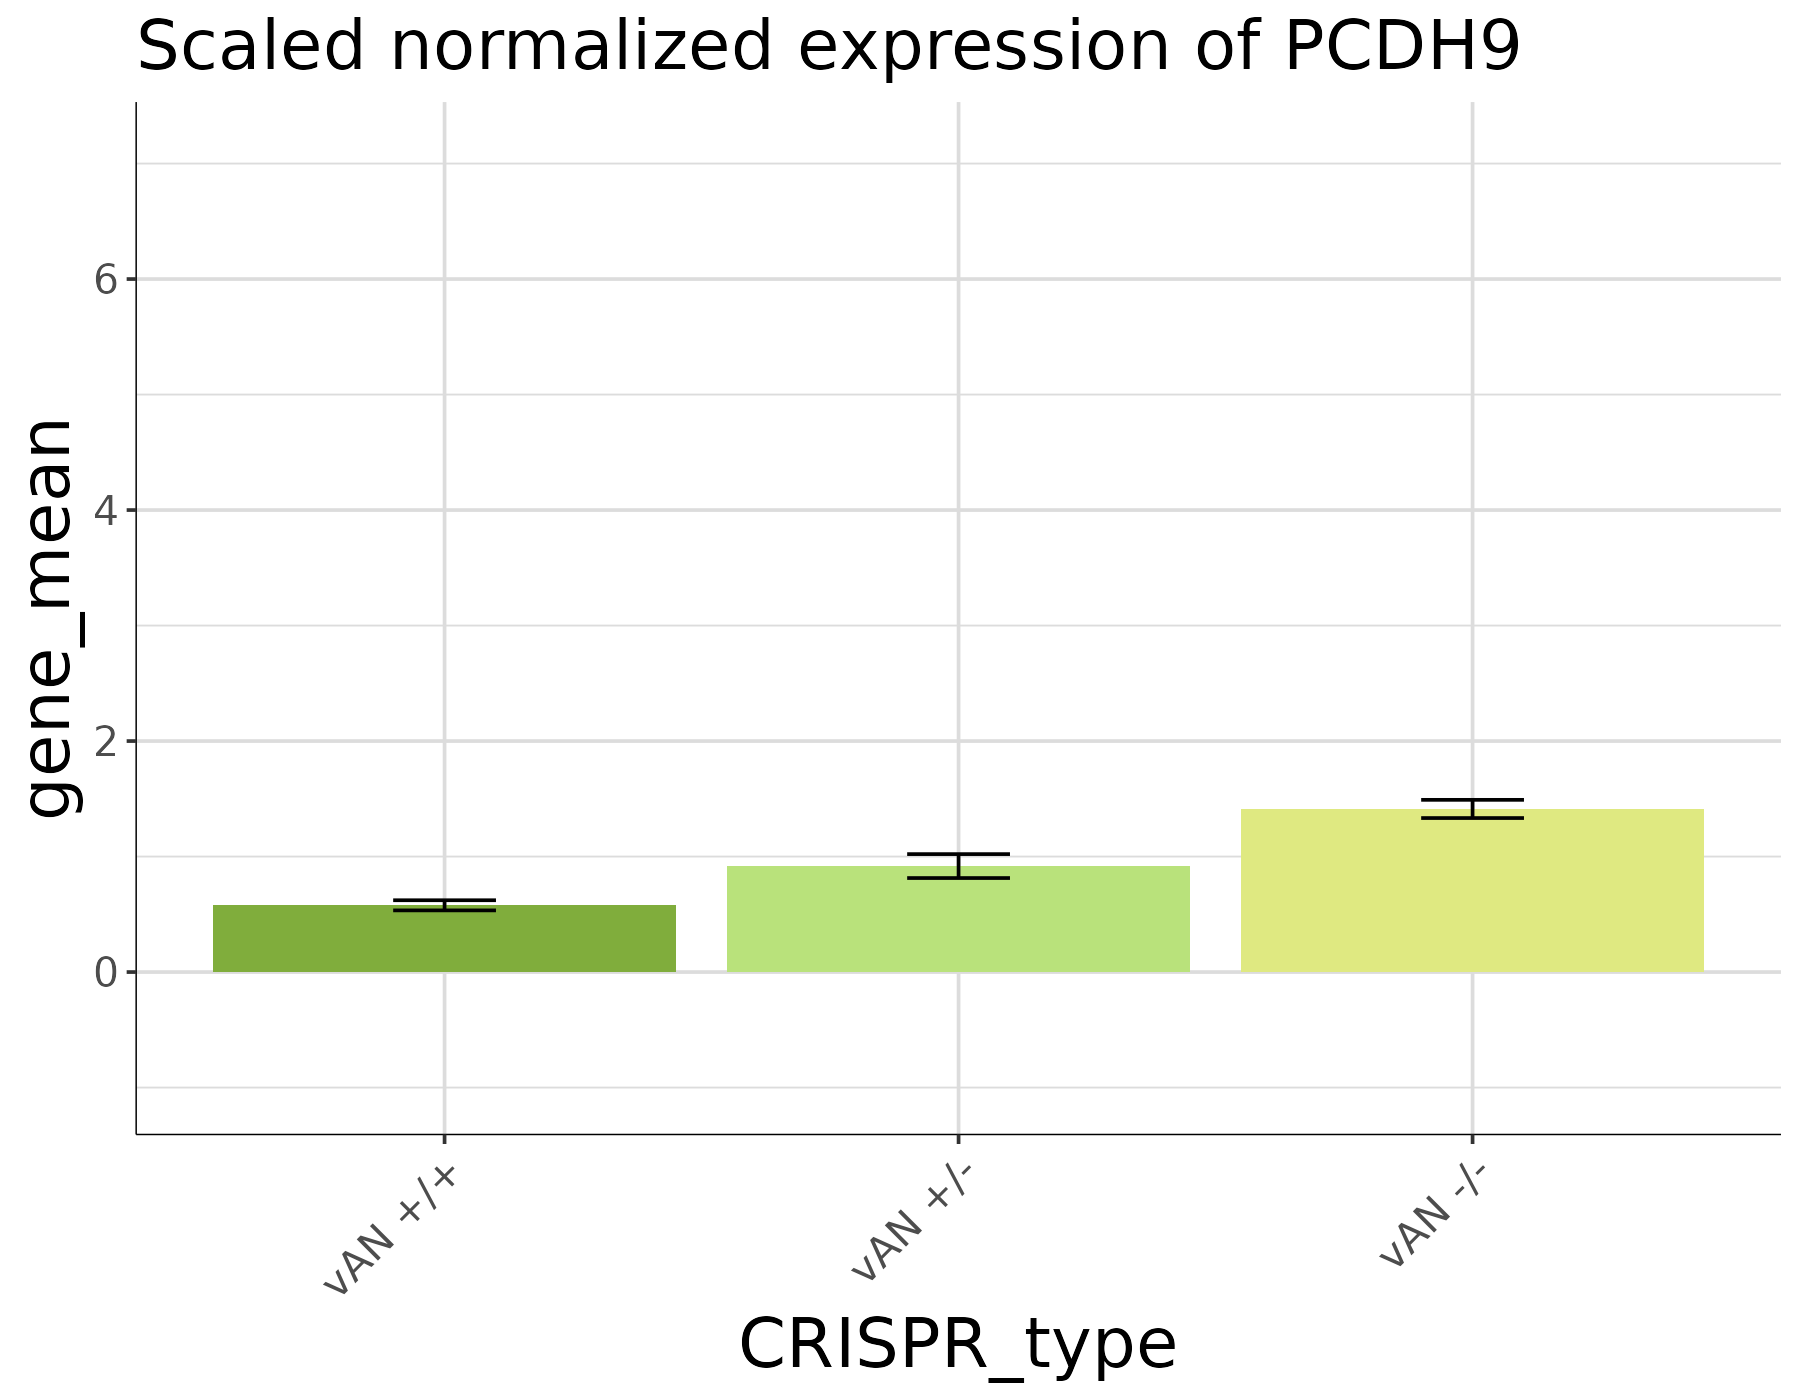 Scaled normalized expression of PCDH9
gene_mean
6
4
2
0
vAN +/+
vAN +/-
vAN -/-
CRISPR_type